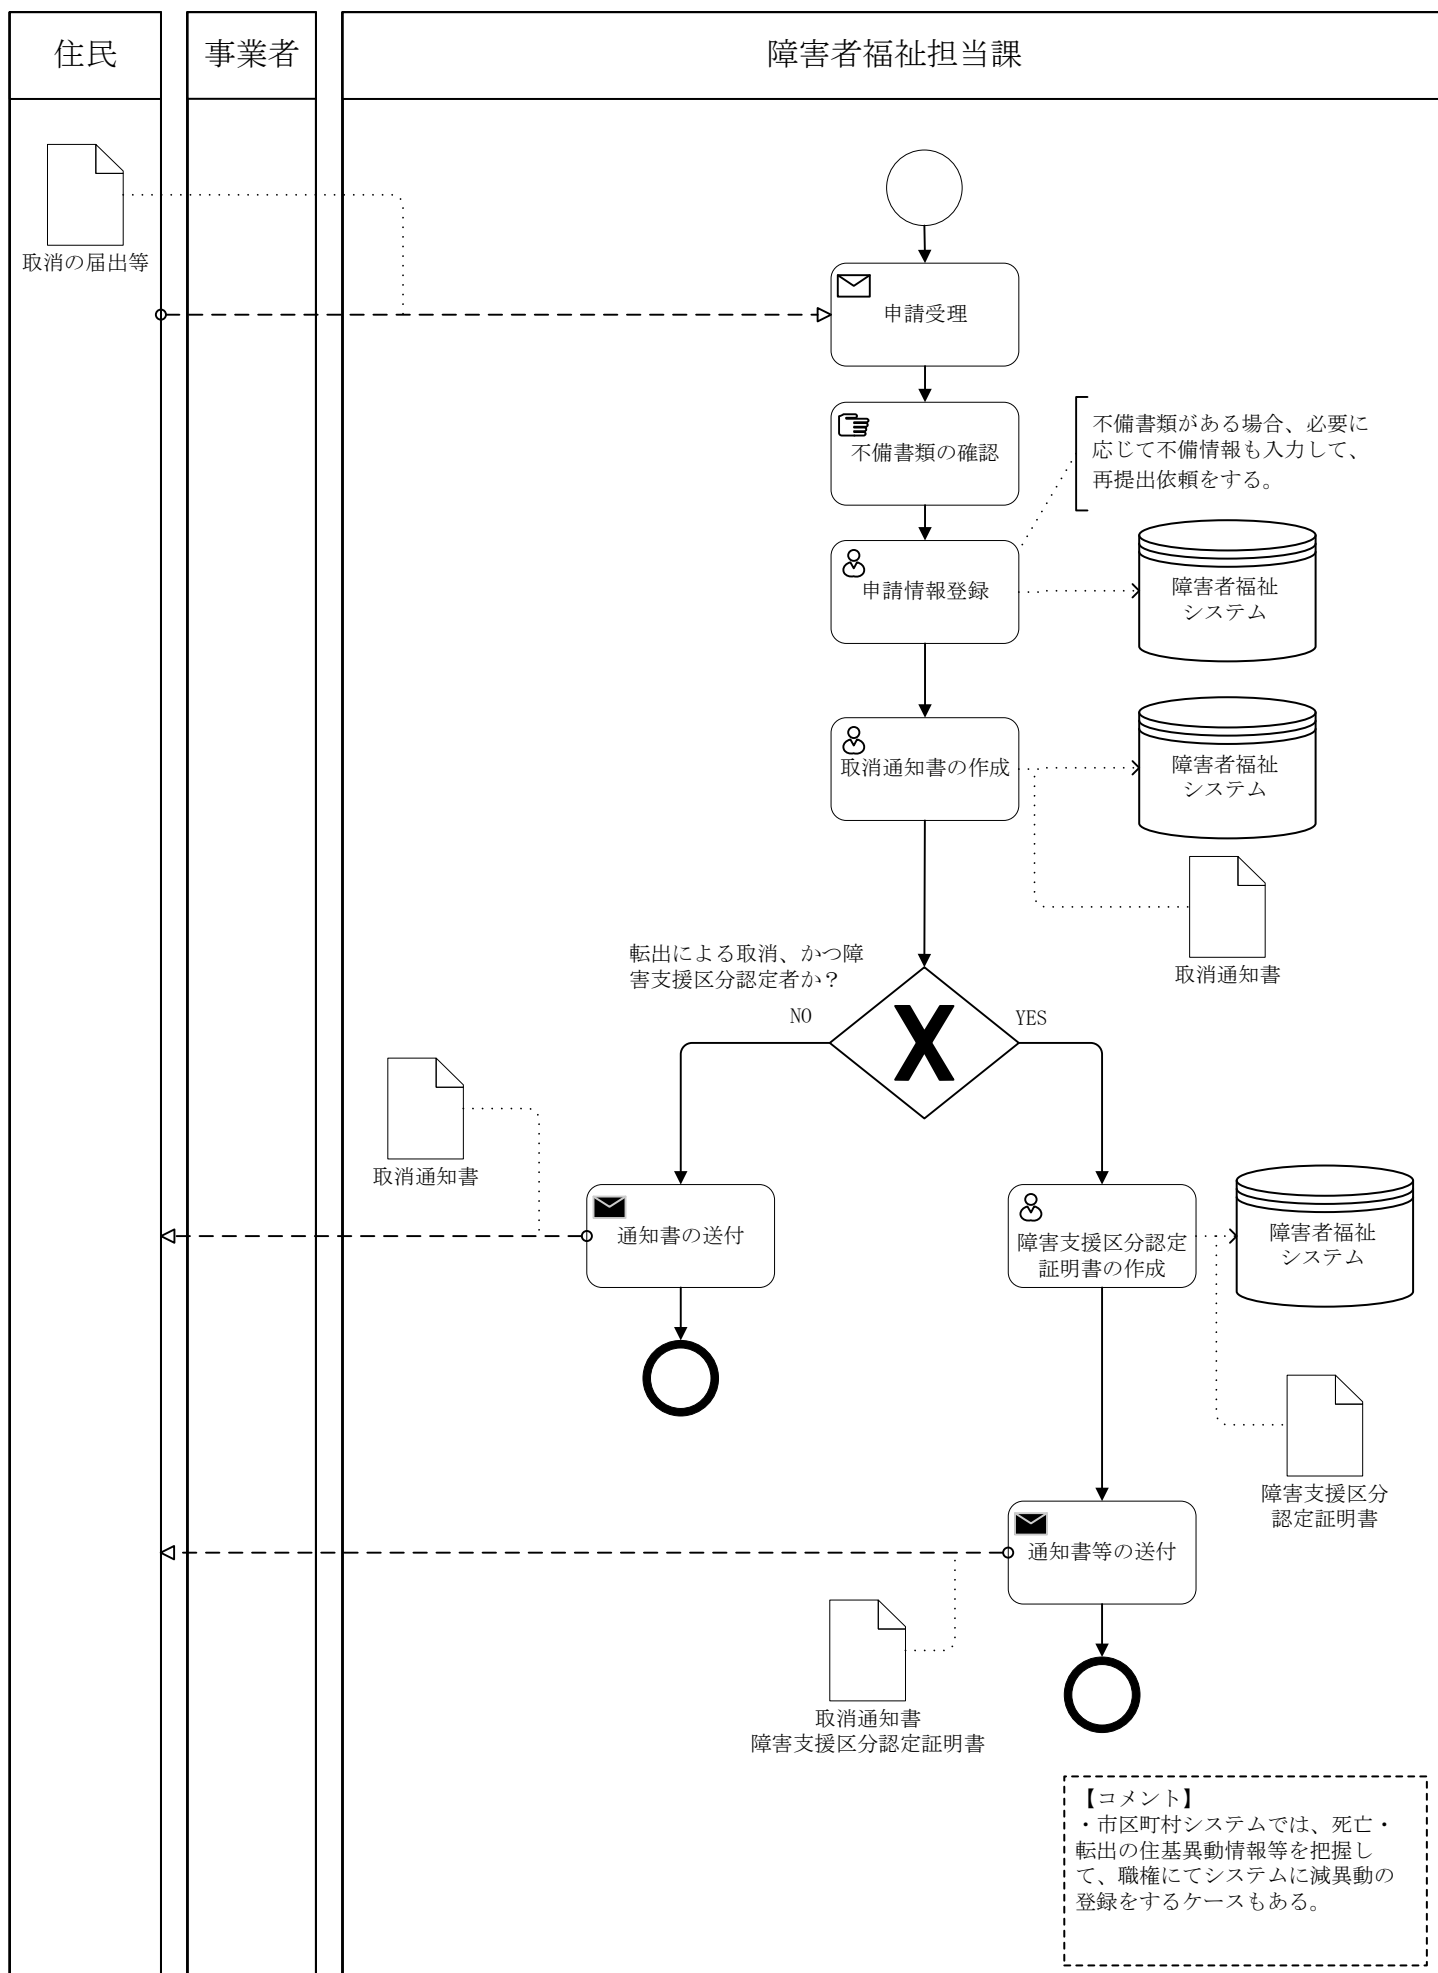 住民
事業者
障害者福祉担当課
取消の届出等
申請受理
不備書類の確認
不備書類がある場合、必要に
応じて不備情報も入力して、
再提出依頼をする。
申請情報登録
障害者福祉
システム
取消通知書の作成
障害者福祉
システム
取消通知書
転出による取消、かつ障
害支援区分認定者か？
NO
YES
取消通知書
通知書の送付
障害支援区分認定
証明書の作成
障害者福祉
システム
障害支援区分
認定証明書
通知書等の送付
取消通知書
障害支援区分認定証明書
【コメント】
・市区町村システムでは、死亡・
転出の住基異動情報等を把握し
て、職権にてシステムに減異動の
登録をするケースもある。